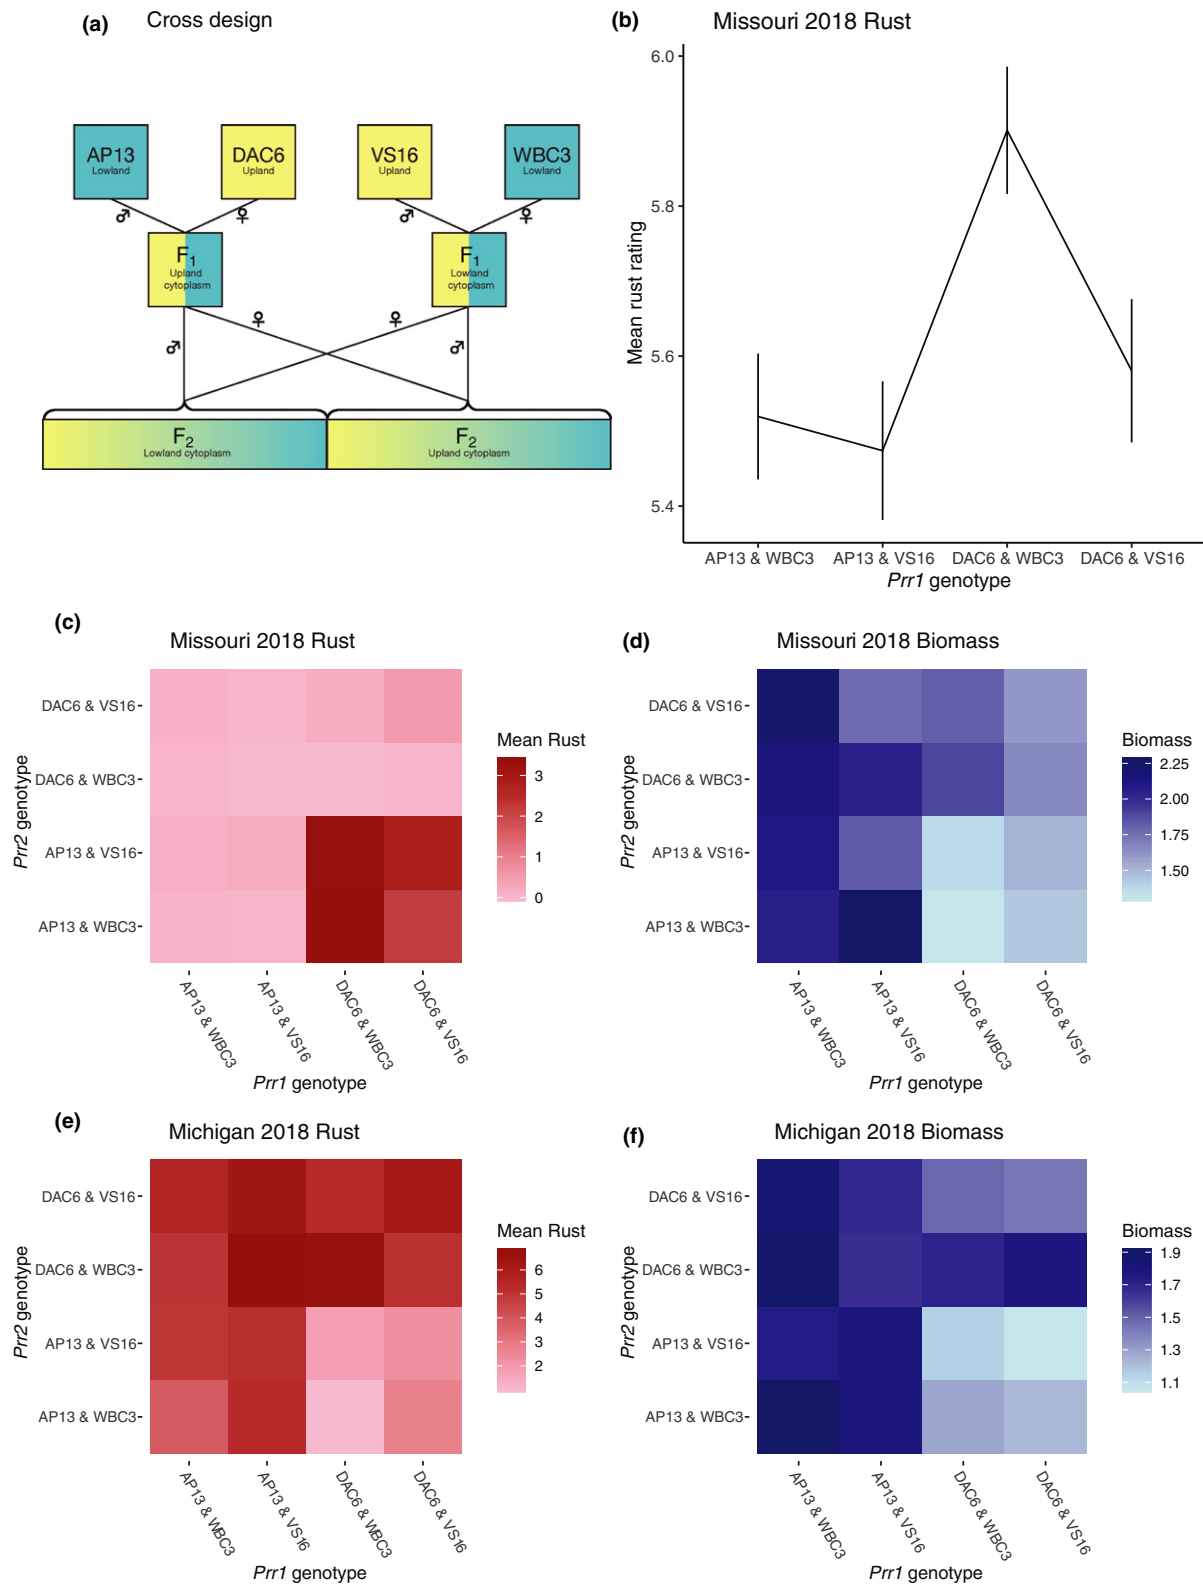 (a) Cross design
AP13
Lowland
DAC6
Upland
VS16
Upland
WBC3
Lowland
♂ ♀ ♂ ♀
F1
Upland
cytoplasm
F1
Lowland
cytoplasm
♀ ♀
♂ ♂
F2
Lowland cytoplasm
F2
Upland cytoplasm
(b) Missouri 2018 Rust
Mean rust rating
6.0
5.8
5.6
5.4
AP13 & WBC3 AP13 & VS16 DAC6 & WBC3 DAC6 & VS16
Prr1 genotype
(c) Missouri 2018 Rust
Prr2 genotype
DAC6 & VS16
DAC6 & WBC3
AP13 & VS16
AP13 & WBC3
AP13 & WBC3
AP13 & VS16
DAC6 & WBC3
DAC6 & VS16
Prr1 genotype
Mean Rust
3
2
1
0
(d) Missouri 2018 Biomass
Prr2 genotype
DAC6 & VS16
DAC6 & WBC3
AP13 & VS16
AP13 & WBC3
AP13 & WBC3
AP13 & VS16
DAC6 & WBC3
DAC6 & VS16
Prr1 genotype
Biomass
2.25
2.00
1.75
1.50
(e) Michigan 2018 Rust
Prr2 genotype
DAC6 & VS16
DAC6 & WBC3
AP13 & VS16
AP13 & WBC3
AP13 & WBC3
AP13 & VS16
DAC6 & WBC3
DAC6 & VS16
Prr1 genotype
Mean Rust
6
5
4
3
2
(f) Michigan 2018 Biomass
Prr2 genotype
DAC6 & VS16
DAC6 & WBC3
AP13 & VS16
AP13 & WBC3
AP13 & WBC3
AP13 & VS16
DAC6 & WBC3
DAC6 & VS16
Prr1 genotype
Biomass
1.9
1.7
1.5
1.3
1.1